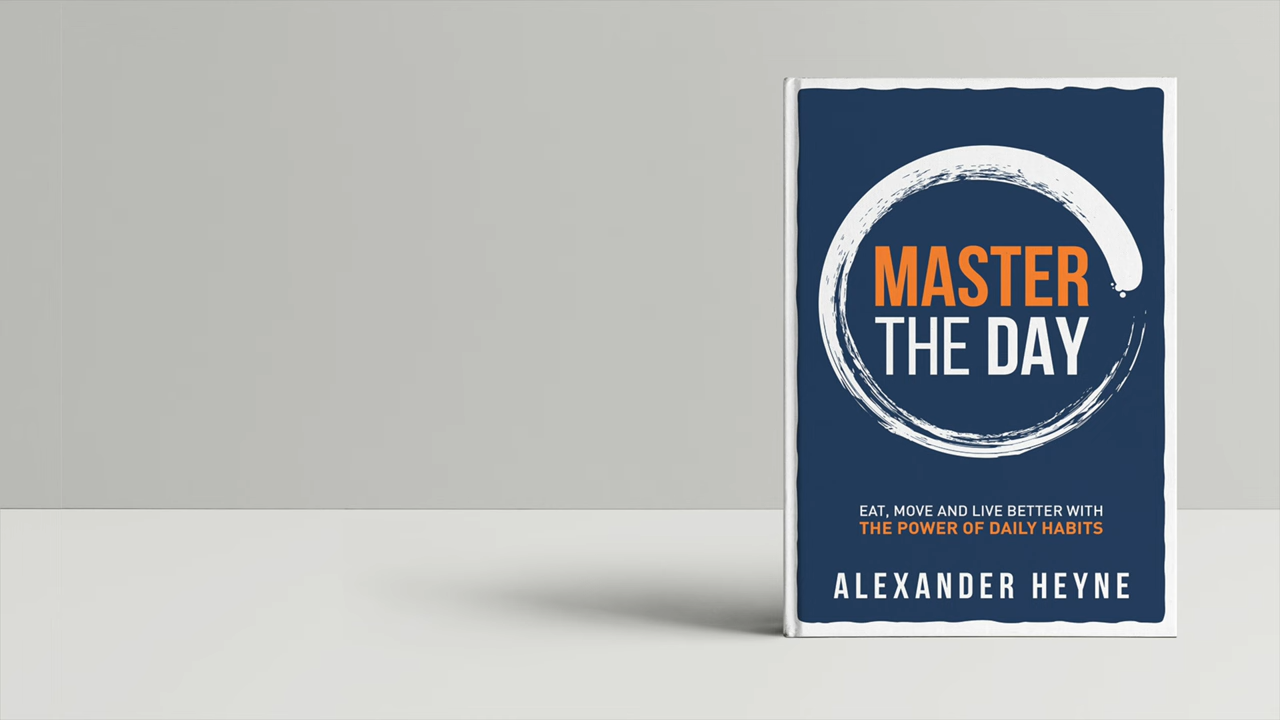 MASTER
THE DAY
EAT, MOVE AND LIVE BETTER WITH
THE POWER OF DAILY HABITS
ALEXANDER HEYNE